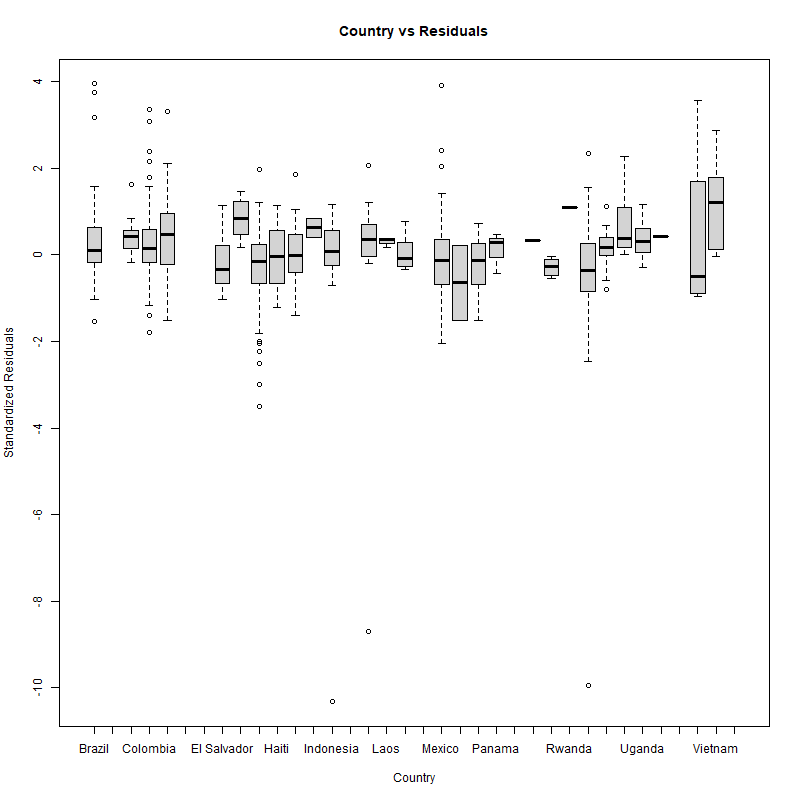 Country vs Residuals
Standardized Residuals
4
2
0
-2
-4
-6
-8
-10
Brazil Colombia El Salvador Haiti Indonesia Laos Mexico Panama Rwanda Uganda Vietnam
Country